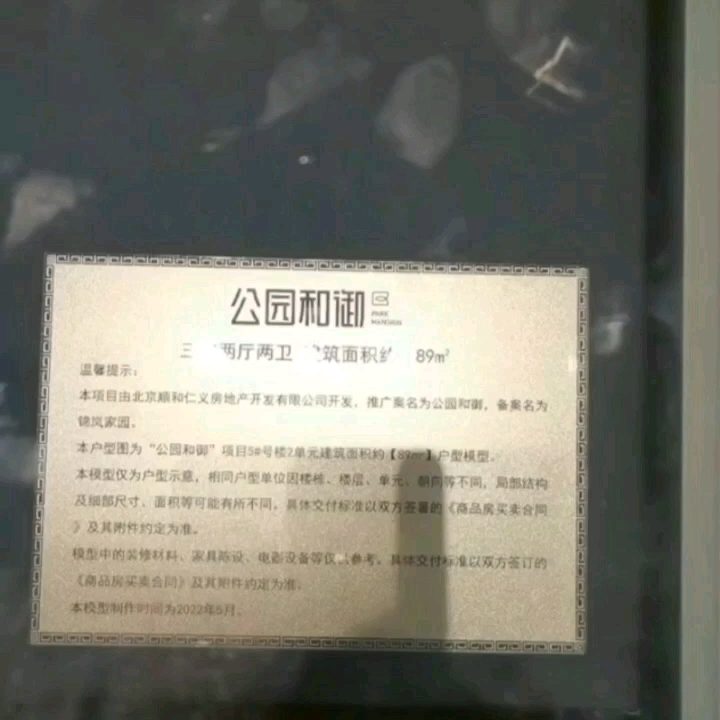 公园和御
PARK
MANSION
三 两厅两卫 建筑面积约 89㎡
温馨提示：
本项目由北京顺和仁义房地产开发有限公司开发，推广案名为公园和御，备案名为
锦岚家园。
本户型图为“公园和御”项目5#号楼2单元建筑面积约【89㎡】户型模型。
本模型仅为户型示意，相同户型单位因楼栋、楼层、单元、朝向等不同，局部结构
及细部尺寸、面积等可能有所不同，具体交付标准以双方签署的《商品房买卖合同
》及其附件约定为准。
模型中的装修材料、家具陈设、电影设备等仅供参考，具体交付标准以双方签订的
《商品房买卖合同》及其附件约定为准。
本模型制作时间为2022年5月。